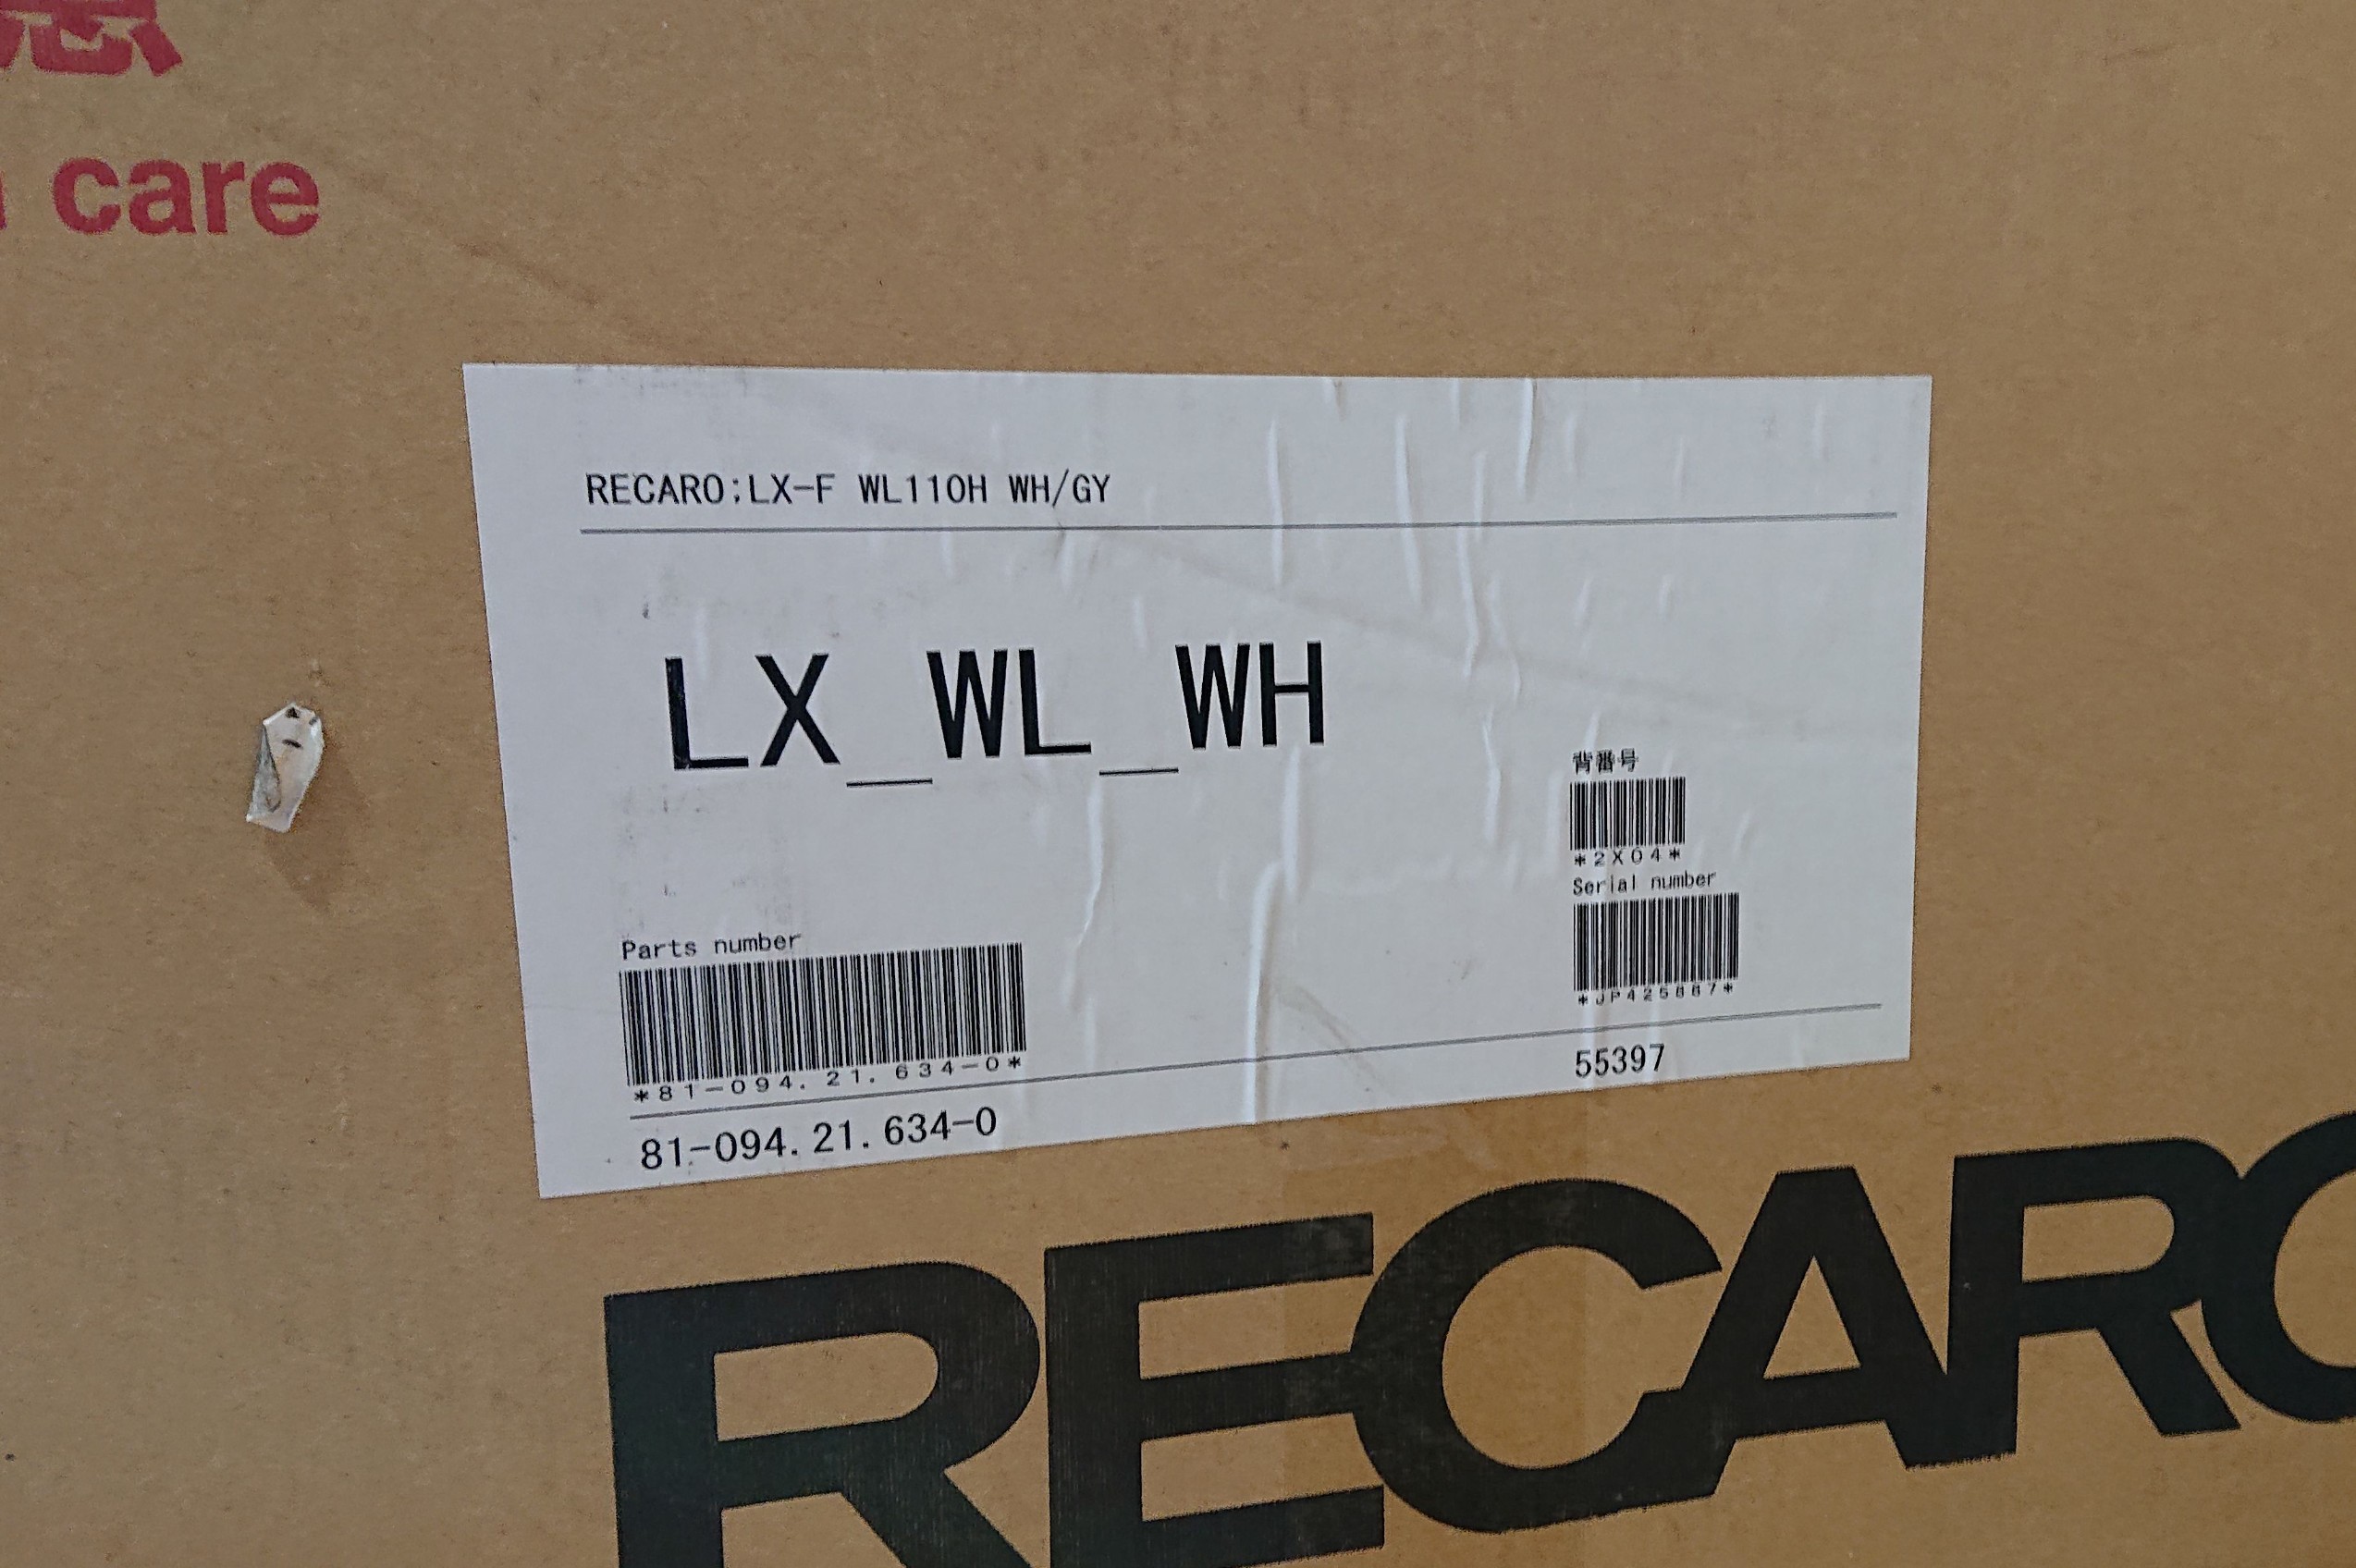 care
RECARO;LX-F WL110H WH/GY
LX_WL_WH
背番号
*2X04*
Serial number
Parts number
*81-094.21.634-0*
55397
81-094.21.634-0
RECARO